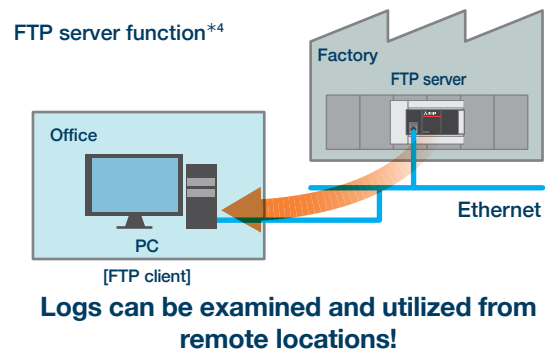 FTP server function*4
Factory
FTP server
Office
Ethernet
PC
[FTP client]
Logs can be examined and utilized from
remote locations!